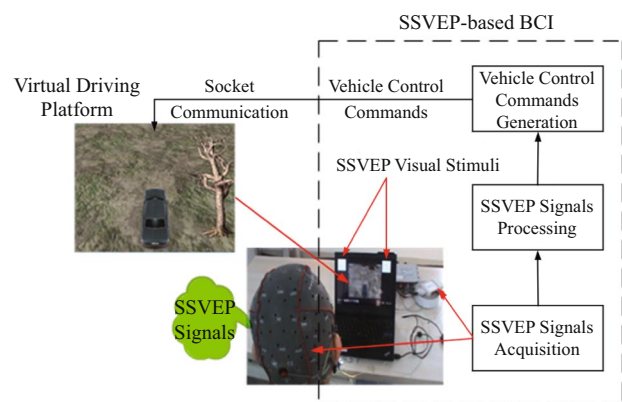 SSVEP-based BCI
Virtual Driving
Platform
Socket
Communication
Vehicle Control
Commands
Vehicle Control
Commands
Generation
SSVEP Visual Stimuli
SSVEP Signals
Processing
SSVEP
Signals
SSVEP Signals
Acquisition